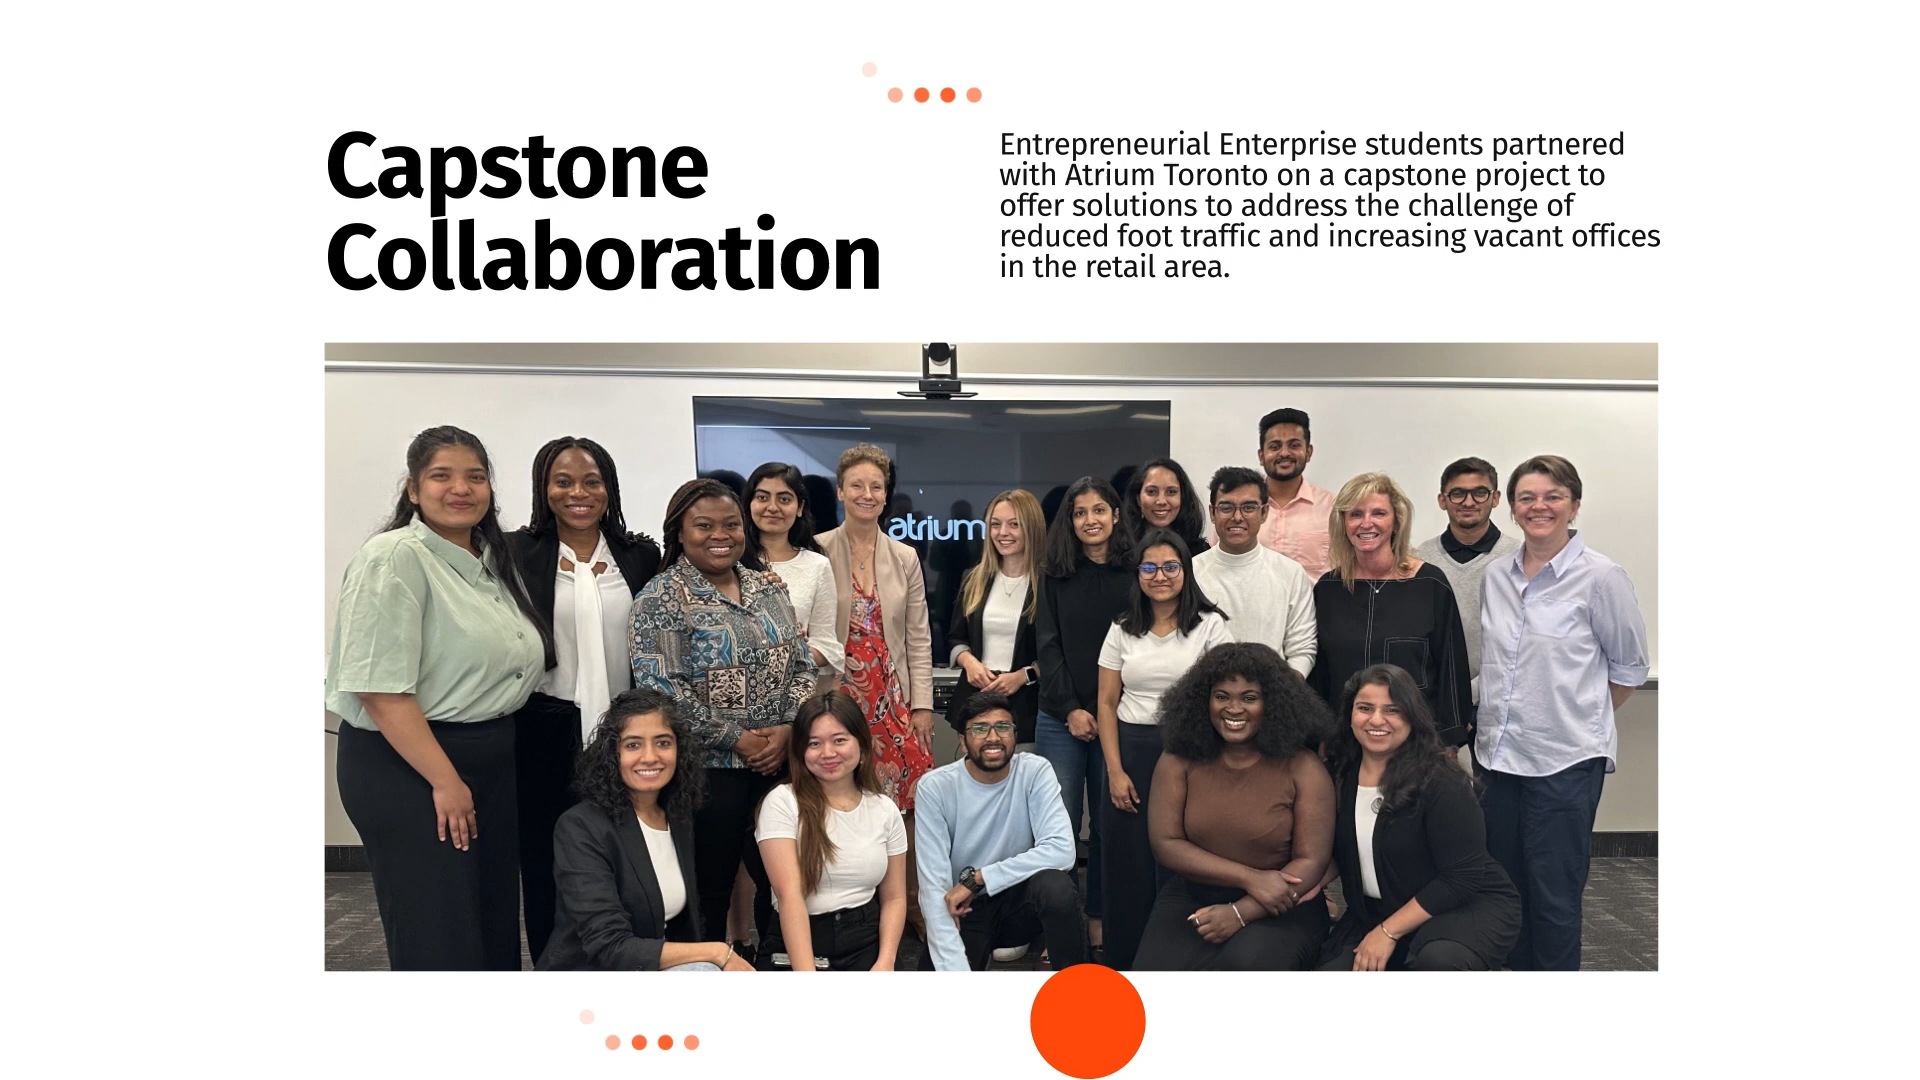 Capstone
Collaboration
Entrepreneurial Enterprise students partnered
with Atrium Toronto on a capstone project to
offer solutions to address the challenge of
reduced foot traffic and increasing vacant offices
in the retail area.
atrium